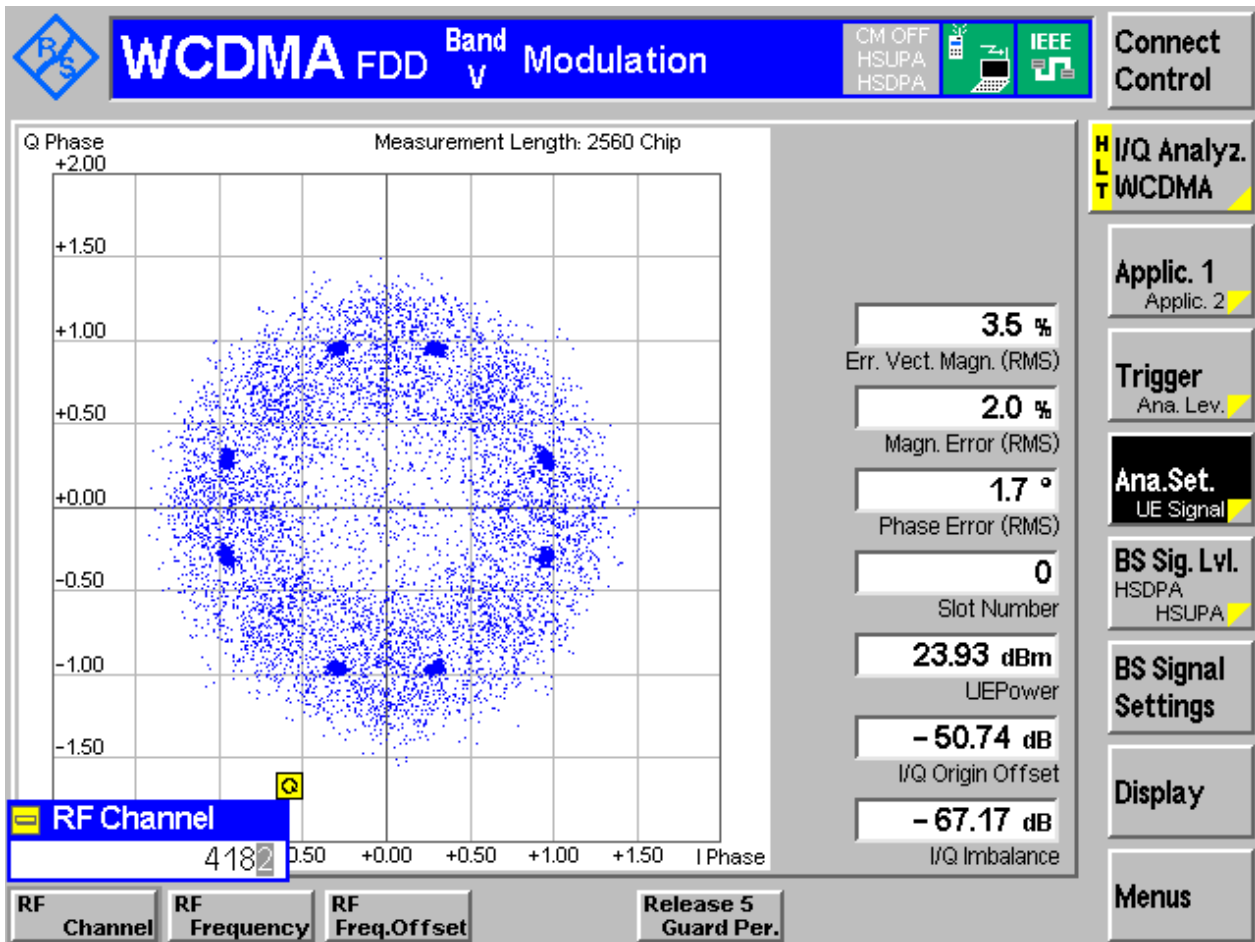 R&S
WCDMA FDD Band V Modulation
CM OFF
HSUPA
HSDPA
IEEE
Connect Control
Q Phase
Measurement Length: 2560 Chip
+2.00
+1.50
+1.00
+0.50
+0.00
-0.50
-1.00
-1.50
Q
RF Channel
4182
0.50 +0.00 +0.50 +1.00 +1.50 I Phase
3.5 %
Err. Vect. Magn. (RMS)
2.0 %
Magn. Error (RMS)
1.7 °
Phase Error (RMS)
0
Slot Number
23.93 dBm
UEPower
-50.74 dB
I/Q Origin Offset
-67.17 dB
I/Q Imbalance
HLT
I/Q Analyz.
WCDMA
Applic. 1
Applic. 2
Trigger
Ana. Lev.
Ana.Set.
UE Signal
BS Sig. Lvl.
HSDPA
HSUPA
BS Signal
Settings
Display
Menus
RF Channel
RF Frequency
RF Freq.Offset
Release 5 Guard Per.